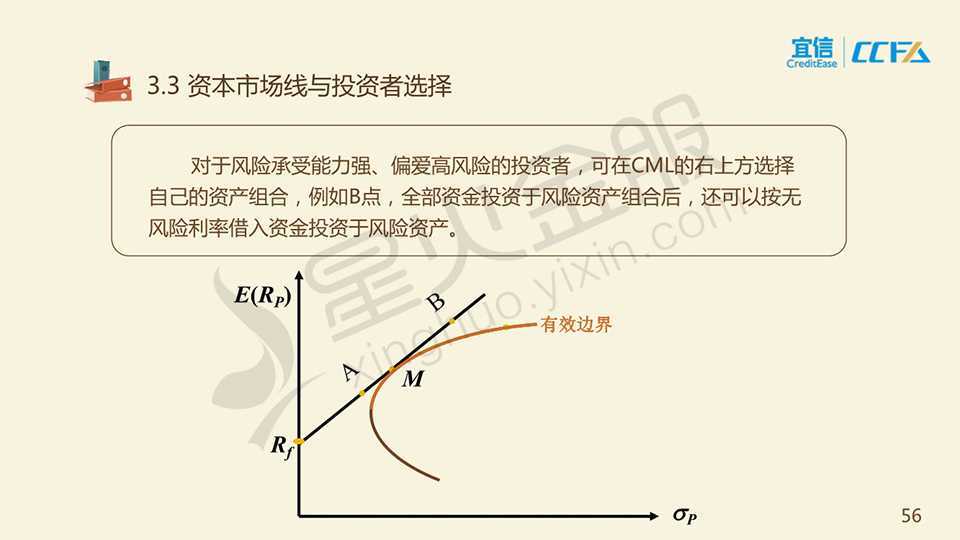 宜信
CreditEase
CCFA
3.3 资本市场线与投资者选择
对于风险承受能力强、偏爱高风险的投资者，可在CML的右上方选择
自己的资产组合，例如B点，全部资金投资于风险资产组合后，还可以按无
风险利率借入资金投资于风险资产。
星火金服
xinghuo.yixin.com
E(R_P)
B
有效边界
A
M
R_f
σ_P
56